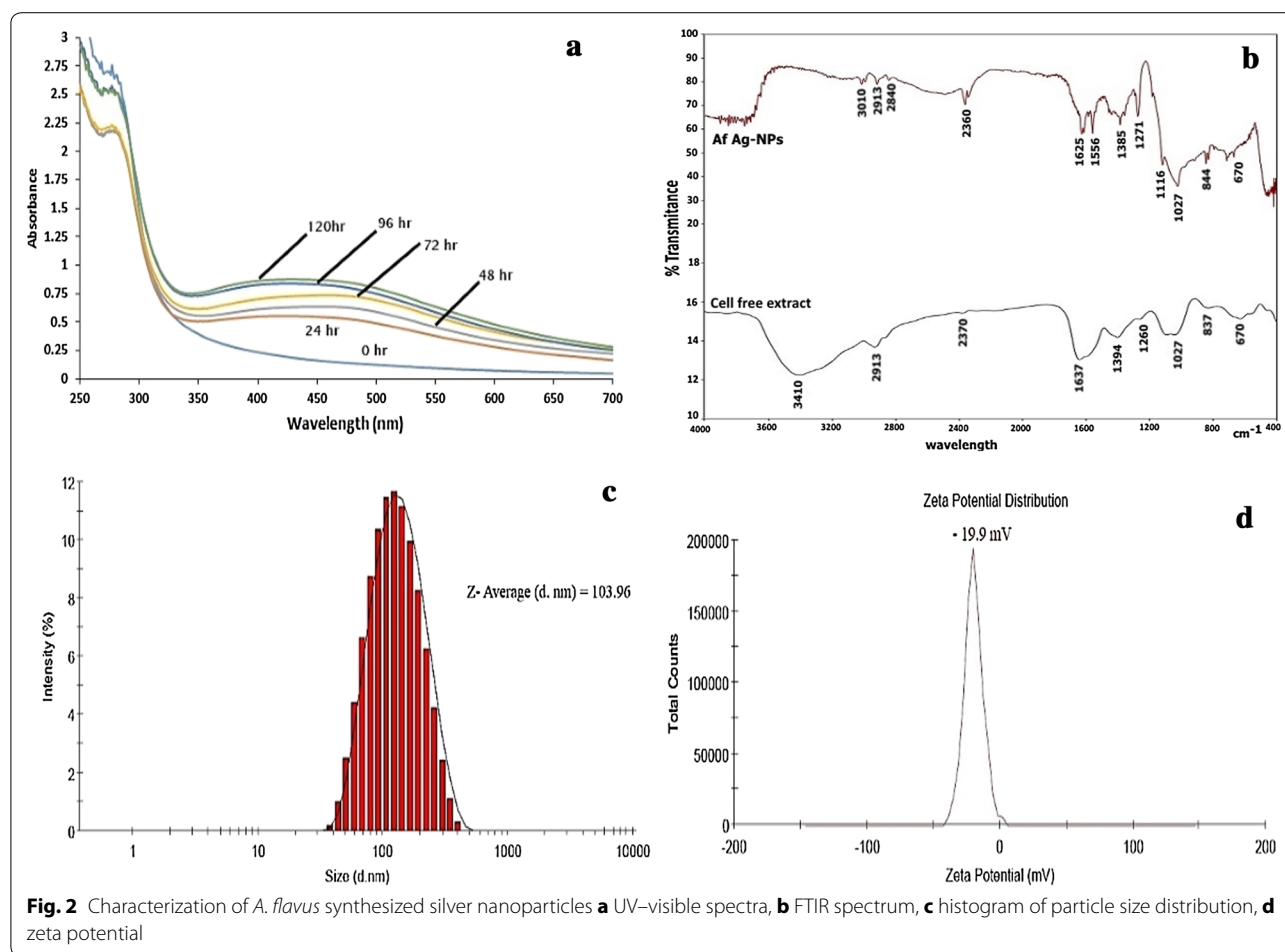 a
3
2.75
2.5
2.25
2
1.75
1.5
1.25
1
0.75
0.5
0.25
0
Absorbance
120hr
96 hr
72 hr
48 hr
24 hr
0 hr
250 300 350 400 450 500 550 600 650 700
Wavelength (nm)
b
100
90
80
70
60
50
40
30
20
16
14
12
10
% Transmitance
3010
2913
2840
2360
1625
1556
1385
1271
1116
1027
844
670
Af Ag-NPs
Cell free extract
3410
2913
2370
1637
1394
1260
1027
837
670
4000 3600 3200 2800 2400 2000 1600 1200 800 400
wavelength
cm-1
c
12
10
8
6
4
2
0
Intensity (%)
Z- Average (d. nm) = 103.96
1 10 100 1000 10000
Size (d.nm)
d
Zeta Potential Distribution
- 19.9 mV
200000
150000
100000
50000
0
Total Counts
-200 -100 0 100 200
Zeta Potential (mV)
Fig. 2 Characterization of A. flavus synthesized silver nanoparticles a UV–visible spectra, b FTIR spectrum, c histogram of particle size distribution, d
zeta potential